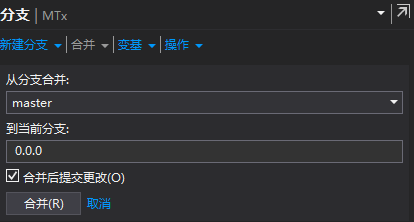 分支 | MTx
新建分支 | 合并 | 变基 | 操作
从分支合并:
master
到当前分支:
0.0.0
合并后提交更改(O)
合并(R) 取消